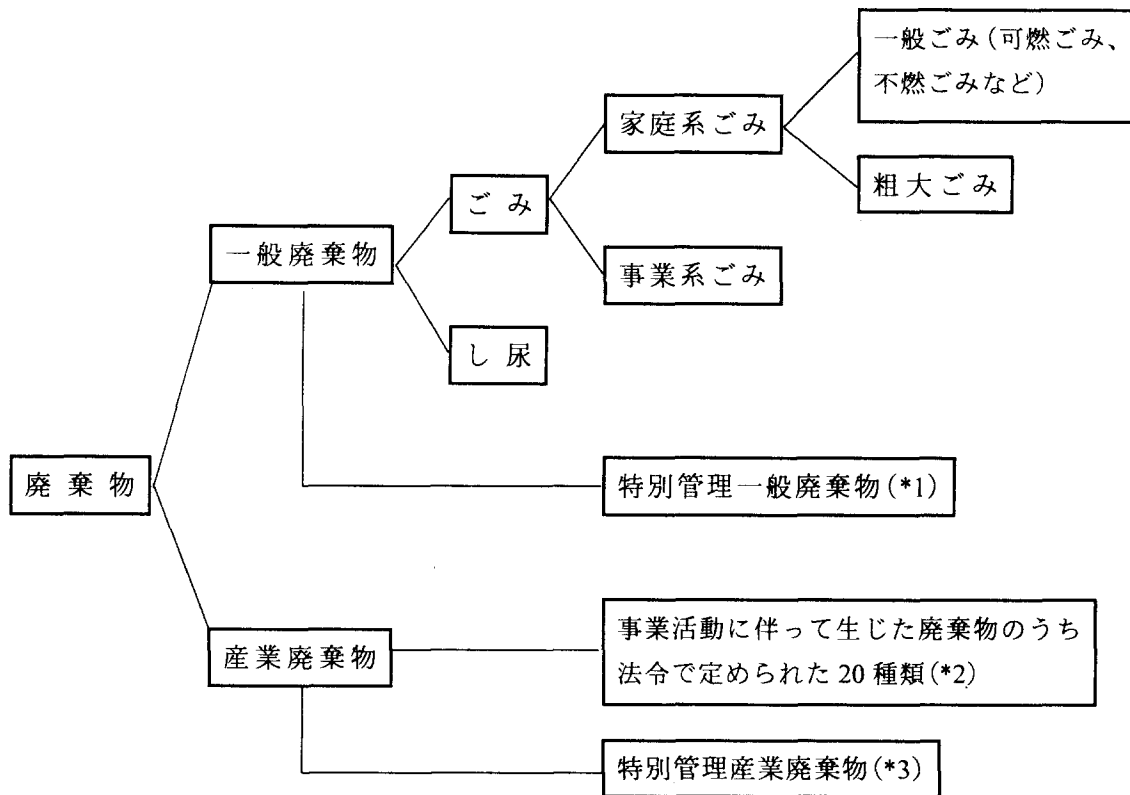 一般ごみ(可燃ごみ、
不燃ごみなど)
家庭系ごみ
粗大ごみ
ごみ
一般廃棄物
事業系ごみ
し尿
特別管理一般廃棄物(*1)
廃棄物
事業活動に伴って生じた廃棄物のうち
法令で定められた20種類(*2)
産業廃棄物
特別管理産業廃棄物(*3)